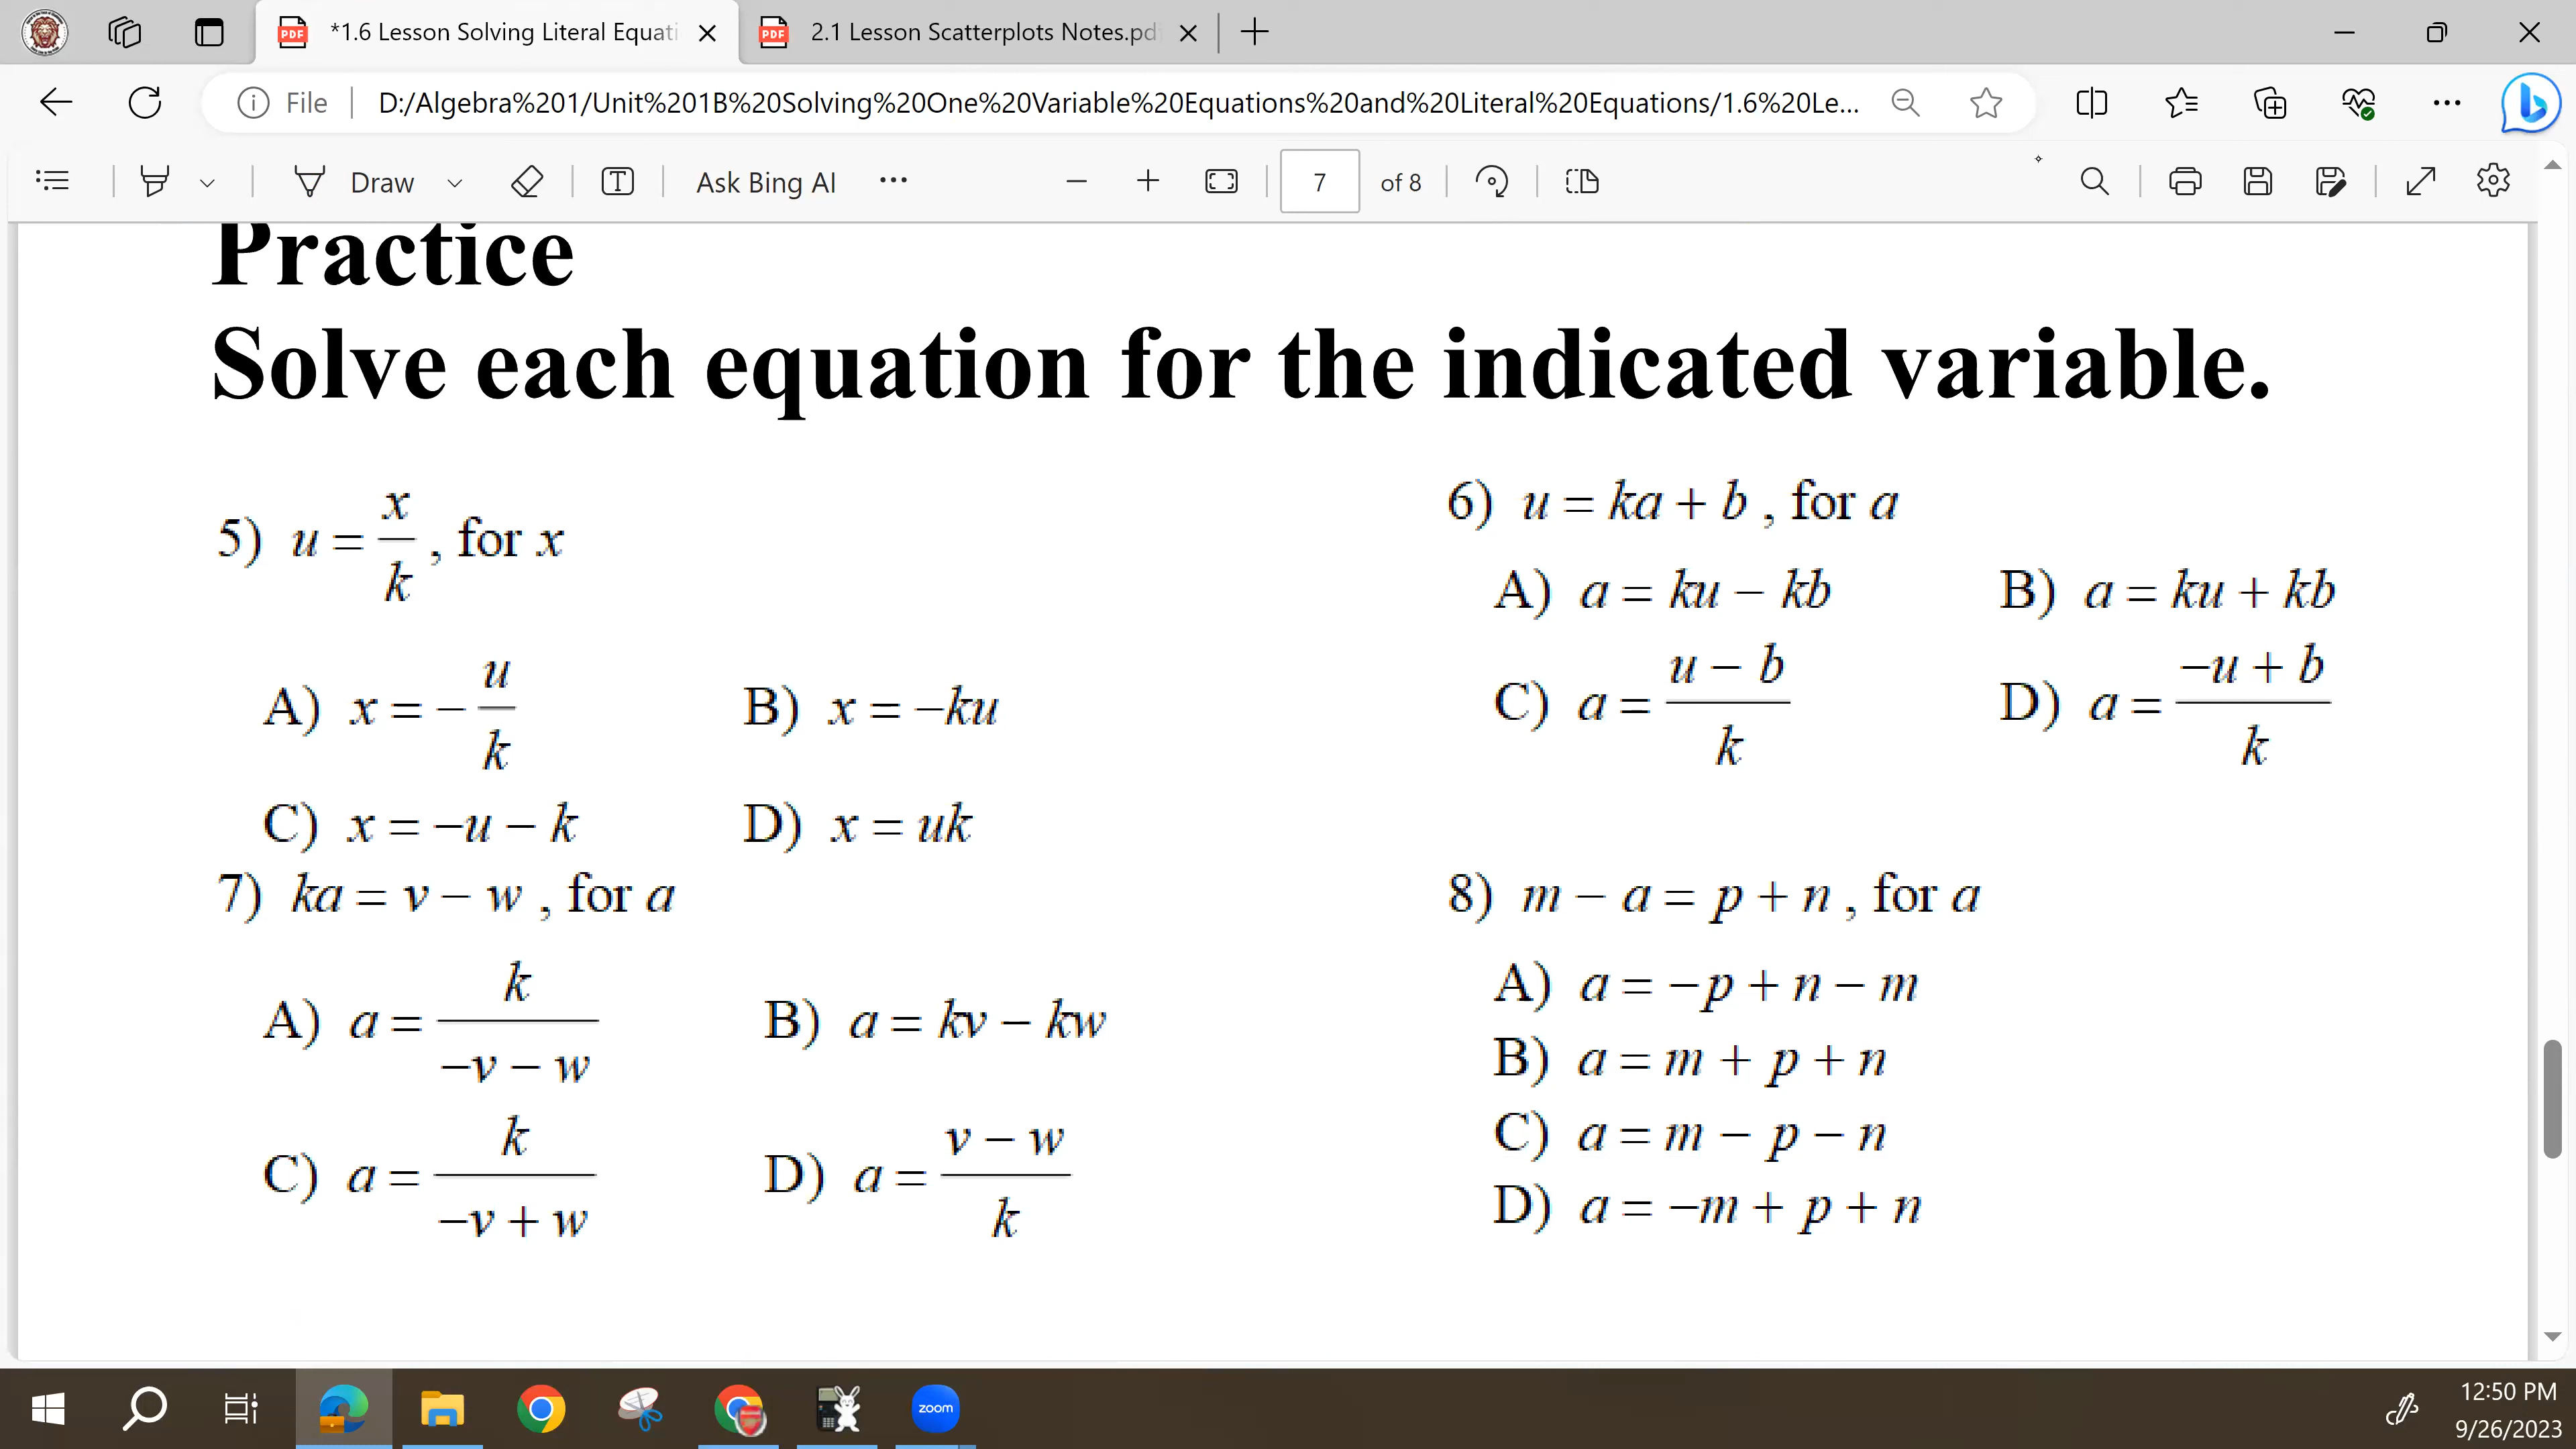 *1.6 Lesson Solving Literal Equati
2.1 Lesson Scatterplots Notes.pd
File
D:/Algebra%201/Unit%201B%20Solving%20One%20Variable%20Equations%20and%20Literal%20Equations/1.6%20Le...
Draw
Ask Bing AI
7 of 8
Practice
Solve each equation for the indicated variable.
5) u = x/k , for x
A) x = -u/k
B) x = -ku
C) x = -u - k
D) x = uk
6) u = ka + b , for a
A) a = ku - kb
B) a = ku + kb
C) a = (u - b)/k
D) a = (-u + b)/k
7) ka = v - w , for a
A) a = k/(-v - w)
B) a = kv - kw
C) a = k/(-v + w)
D) a = (v - w)/k
8) m - a = p + n , for a
A) a = -p + n - m
B) a = m + p + n
C) a = m - p - n
D) a = -m + p + n
zoom
12:50 PM
9/26/2023